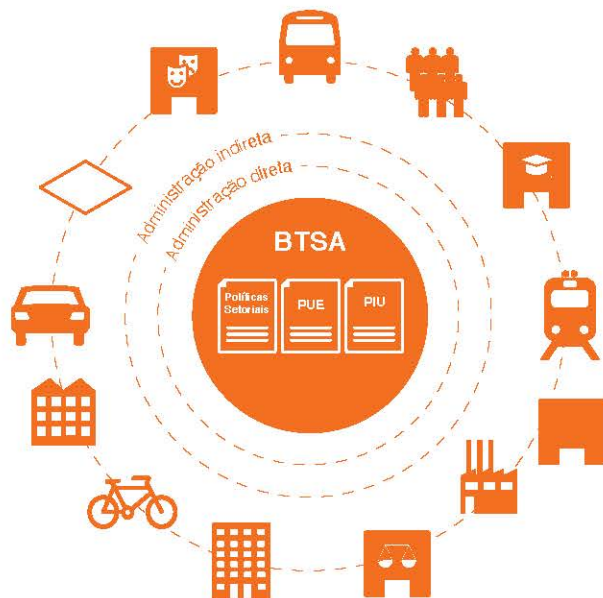 Administração indireta
Administração direta
BTSA
Políticas
Setoriais
PUE
PIU